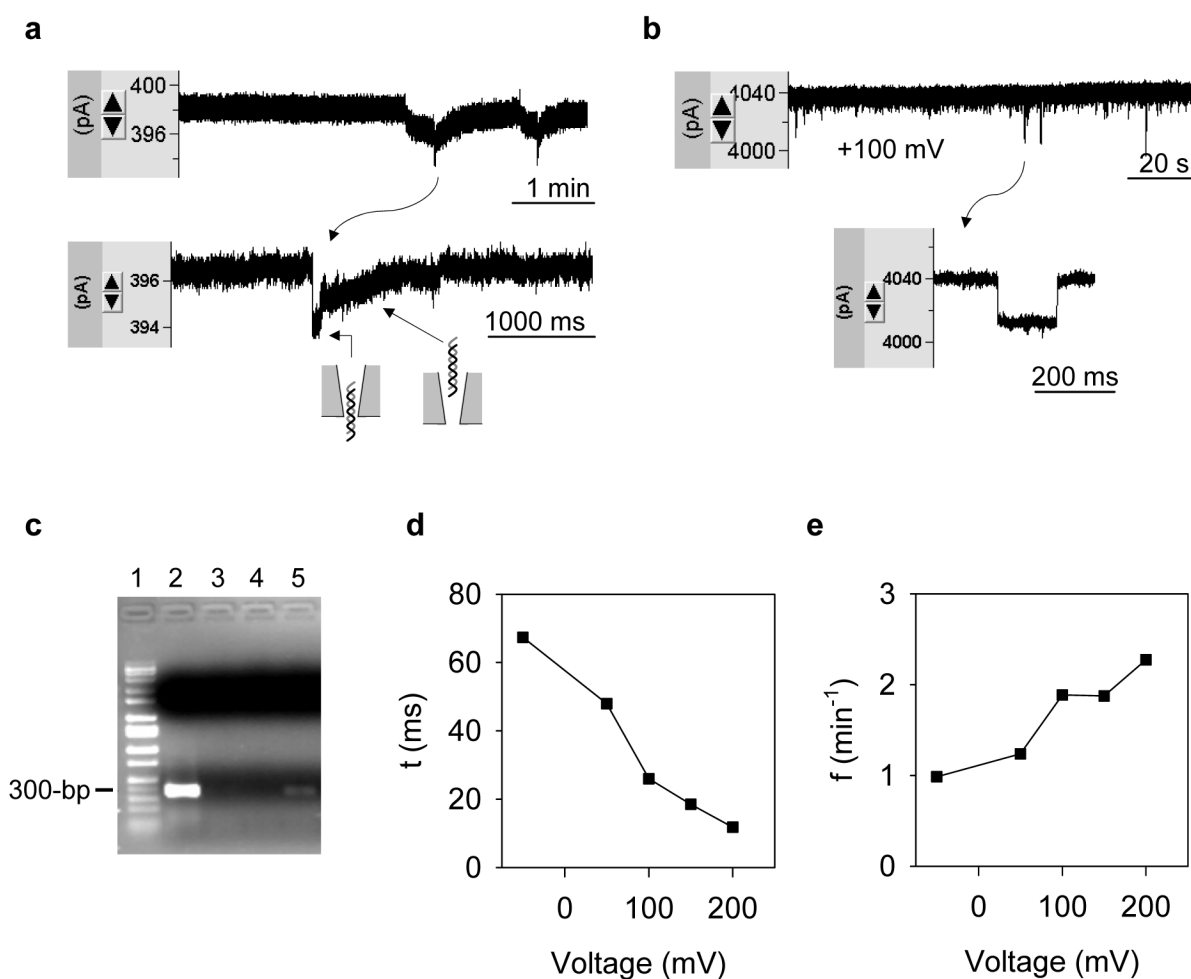 a
(pA)
400
396
1 min
(pA)
396
394
1000 ms
b
(pA)
4040
4000
+100 mV
20 s
(pA)
4040
4000
200 ms
c
1 2 3 4 5
300-bp
d
80
60
40
20
0
t (ms)
0 100 200
Voltage (mV)
e
3
2
1
0
f (min⁻¹)
0 100 200
Voltage (mV)